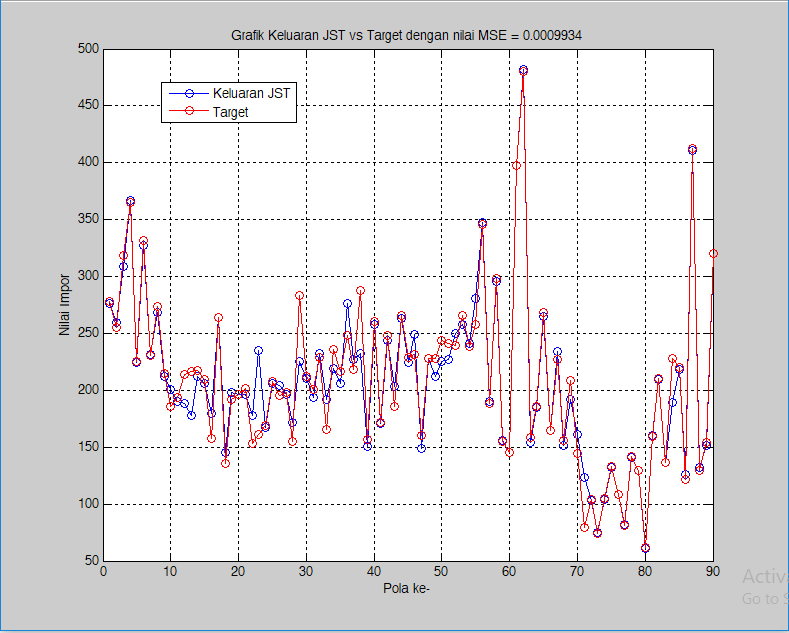 Grafik Keluaran JST vs Target dengan nilai MSE = 0.0009934
500
450
400
350
300
250
200
150
100
50
Nilai Impor
Keluaran JST
Target
0 10 20 30 40 50 60 70 80 90
Pola ke-
Activ
Go to S